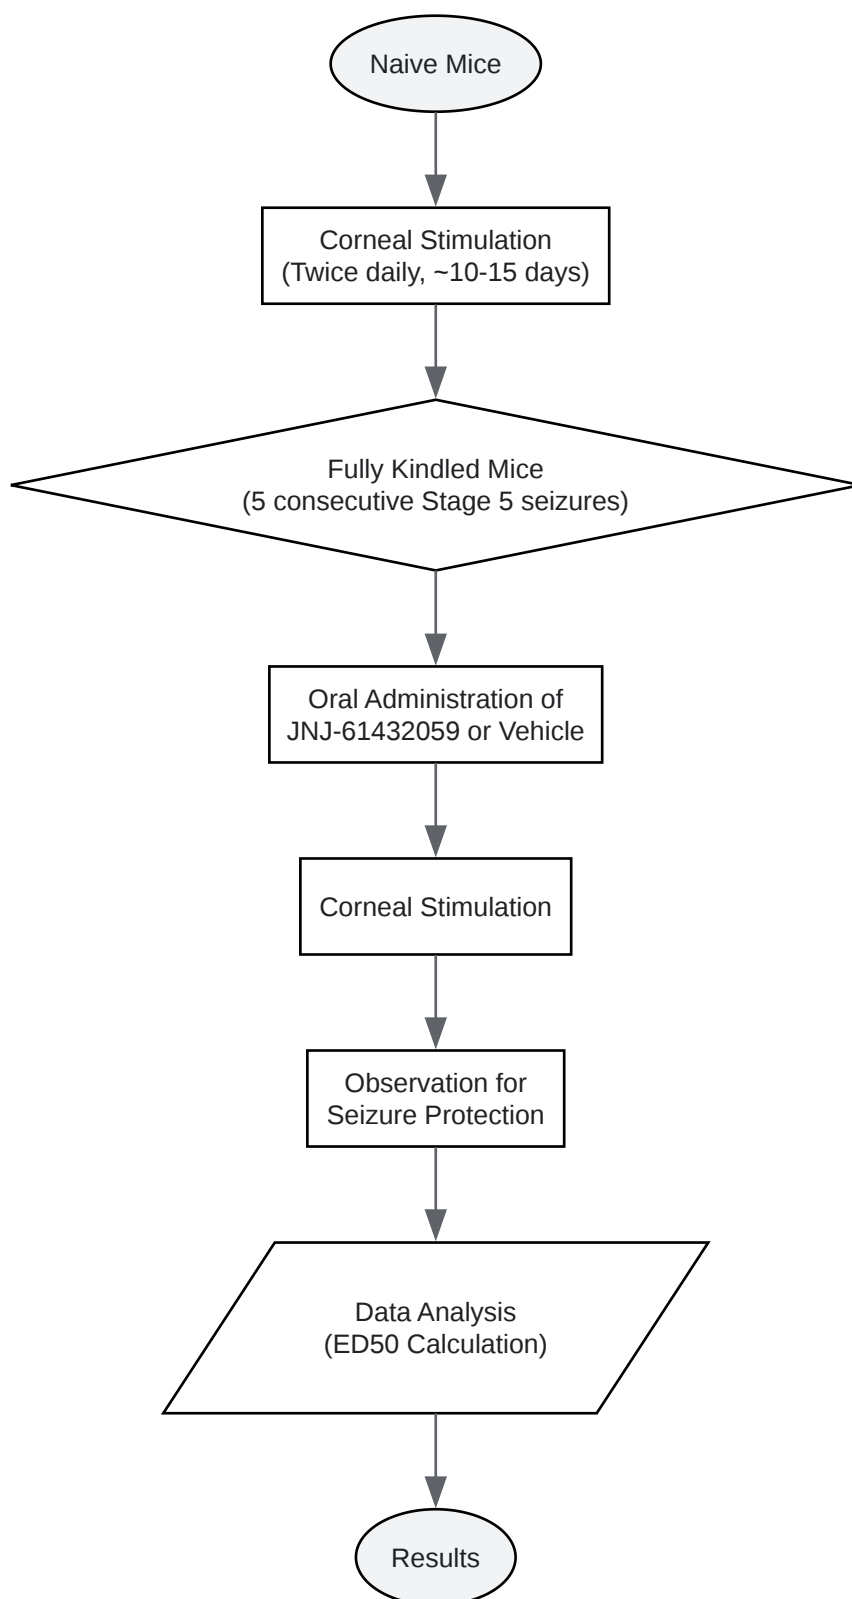 Naive Mice
Corneal Stimulation
(Twice daily, ~10-15 days)
Fully Kindled Mice
(5 consecutive Stage 5 seizures)
Oral Administration of
JNJ-61432059 or Vehicle
Corneal Stimulation
Observation for
Seizure Protection
Data Analysis
(ED50 Calculation)
Results